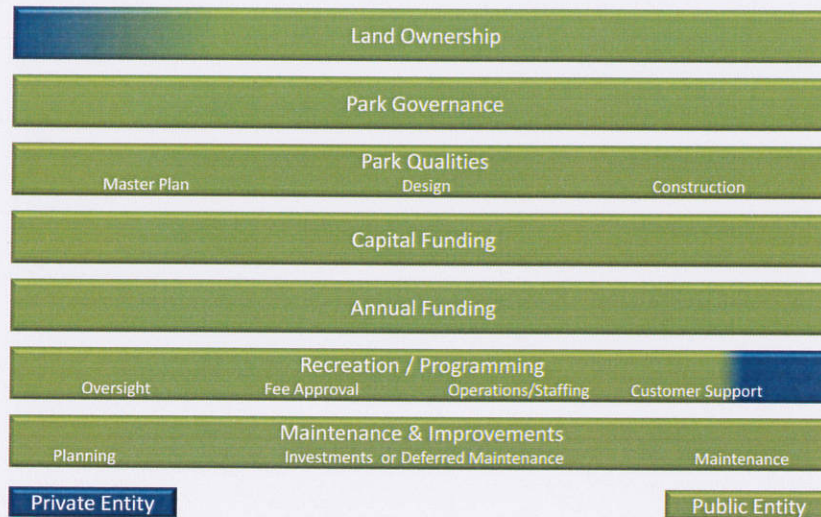 Land Ownership
Park Governance
Park Qualities
Master Plan Design Construction
Capital Funding
Annual Funding
Recreation / Programming
Oversight Fee Approval Operations/Staffing Customer Support
Maintenance & Improvements
Planning Investments or Deferred Maintenance Maintenance
Private Entity Public Entity